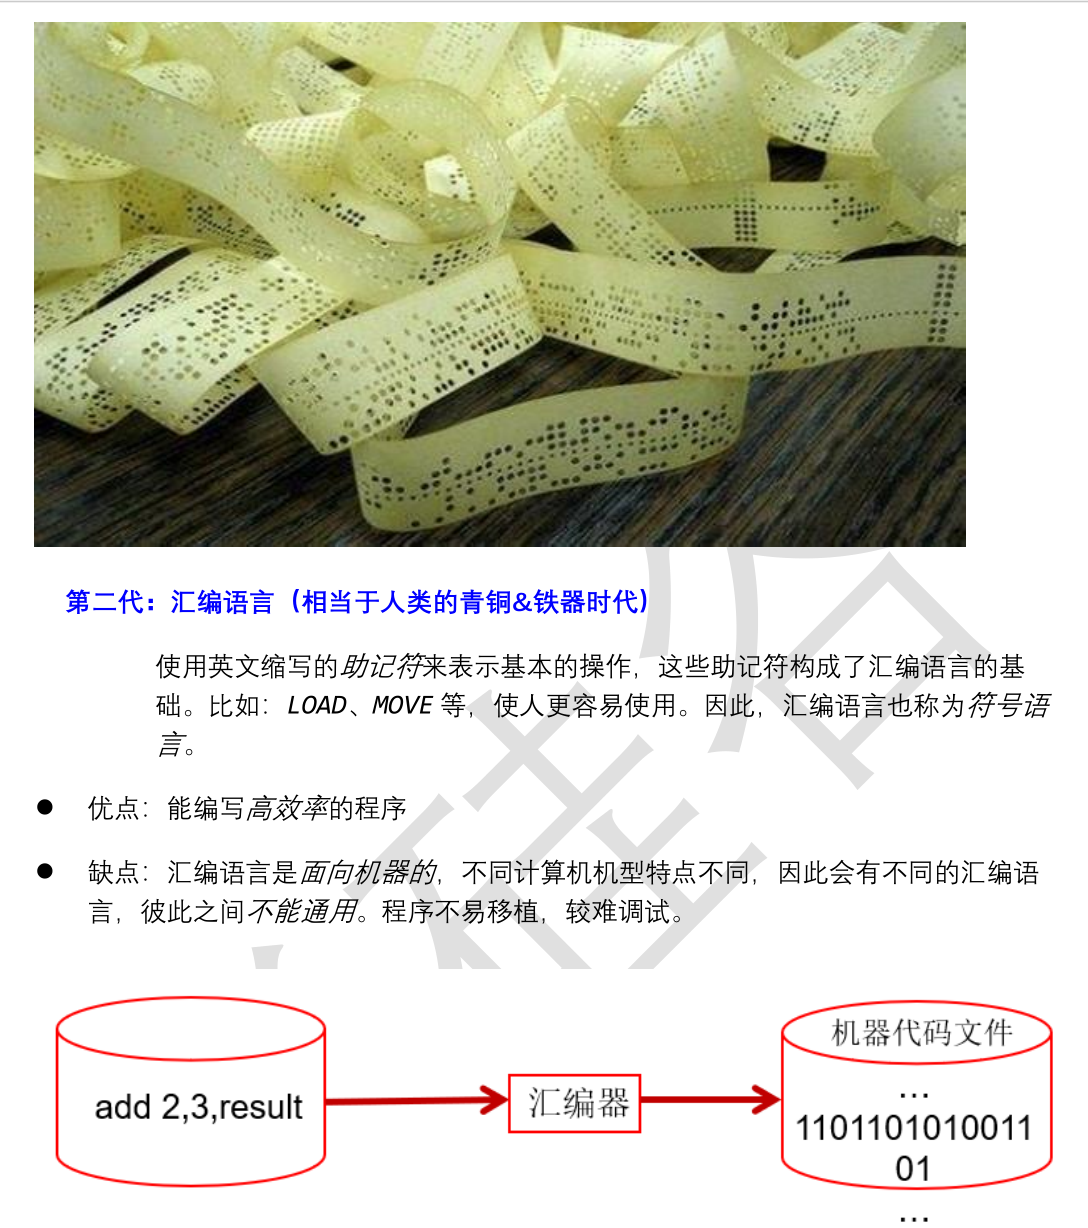 第二代：汇编语言（相当于人类的青铜&铁器时代）
使用英文缩写的助记符来表示基本的操作，这些助记符构成了汇编语言的基
础。比如：LOAD、MOVE 等，使人更容易使用。因此，汇编语言也称为符号语
言。
● 优点：能编写高效率的程序
● 缺点：汇编语言是面向机器的，不同计算机机型特点不同，因此会有不同的汇编语
言，彼此之间不能通用。程序不易移植，较难调试。
add 2,3,result
汇编器
机器代码文件
…
1101101010011
01
…